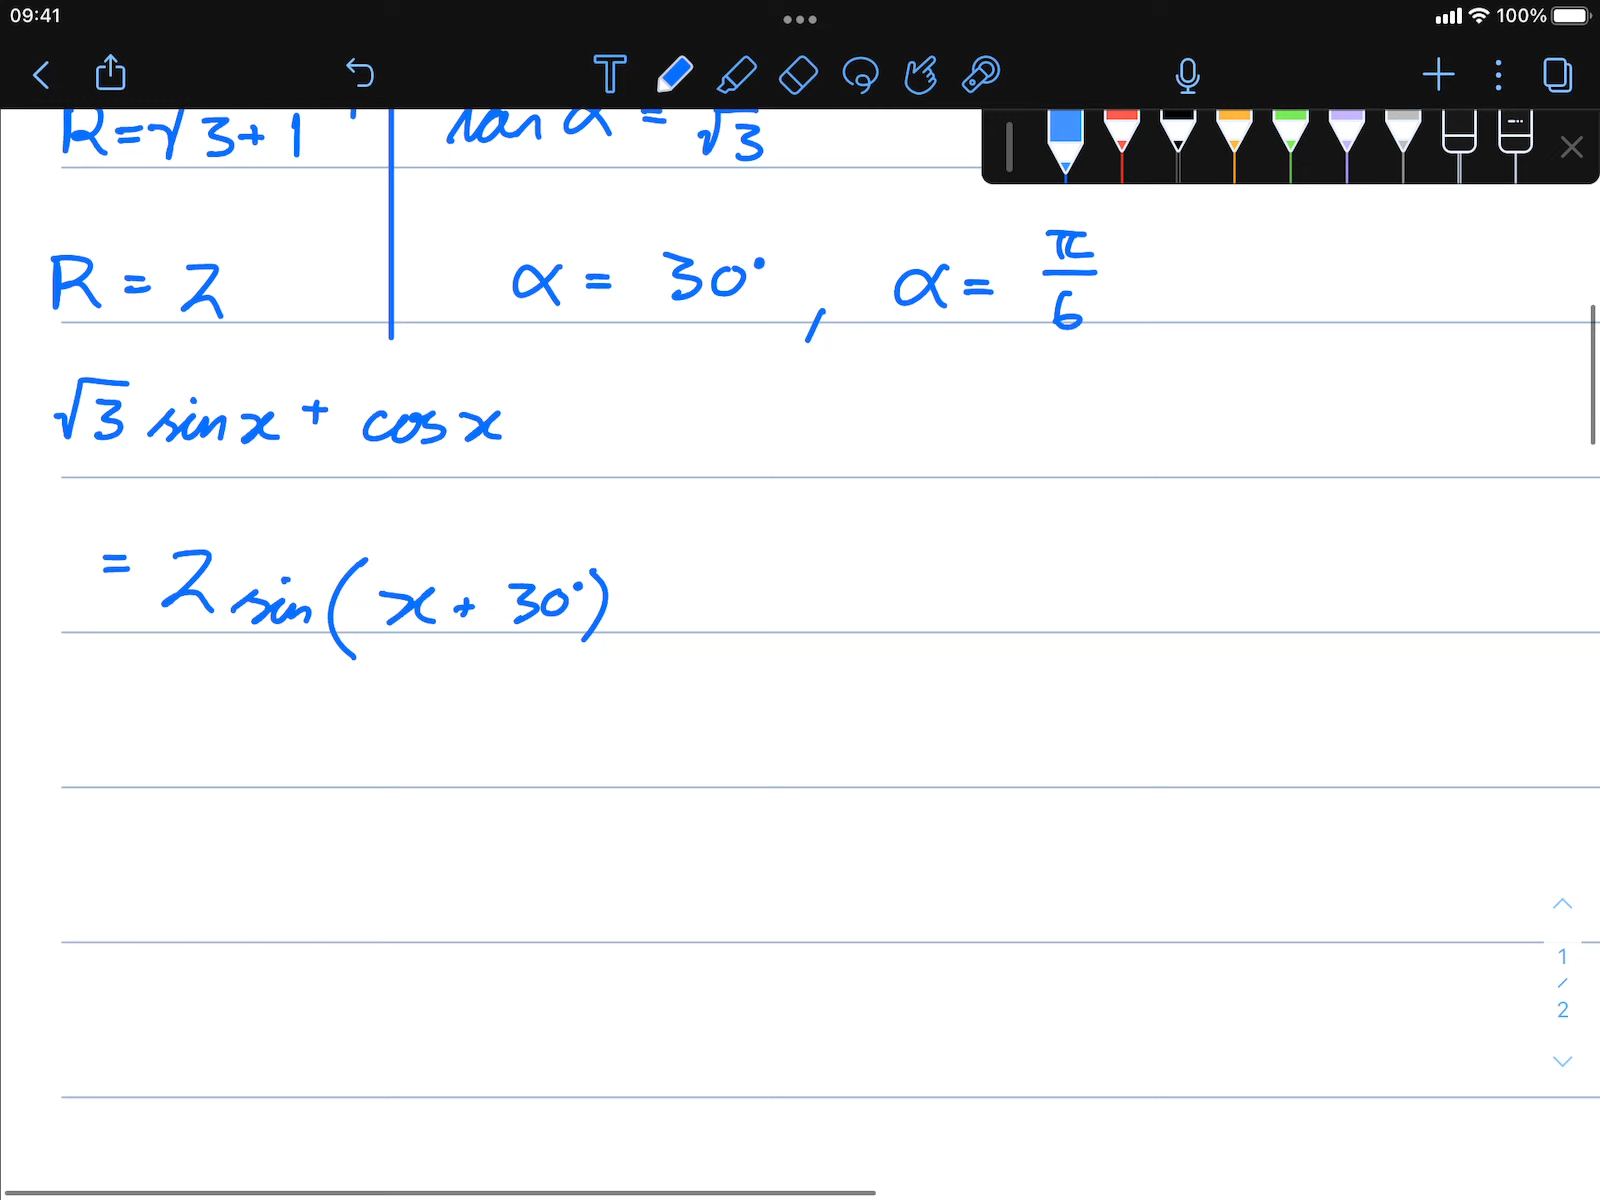 09:41 100%
R=√3+1 tan α = 1/√3
R = 2 α = 30° , α = π/6
√3 sin x + cos x
= 2 sin( x + 30°)
1
/
2